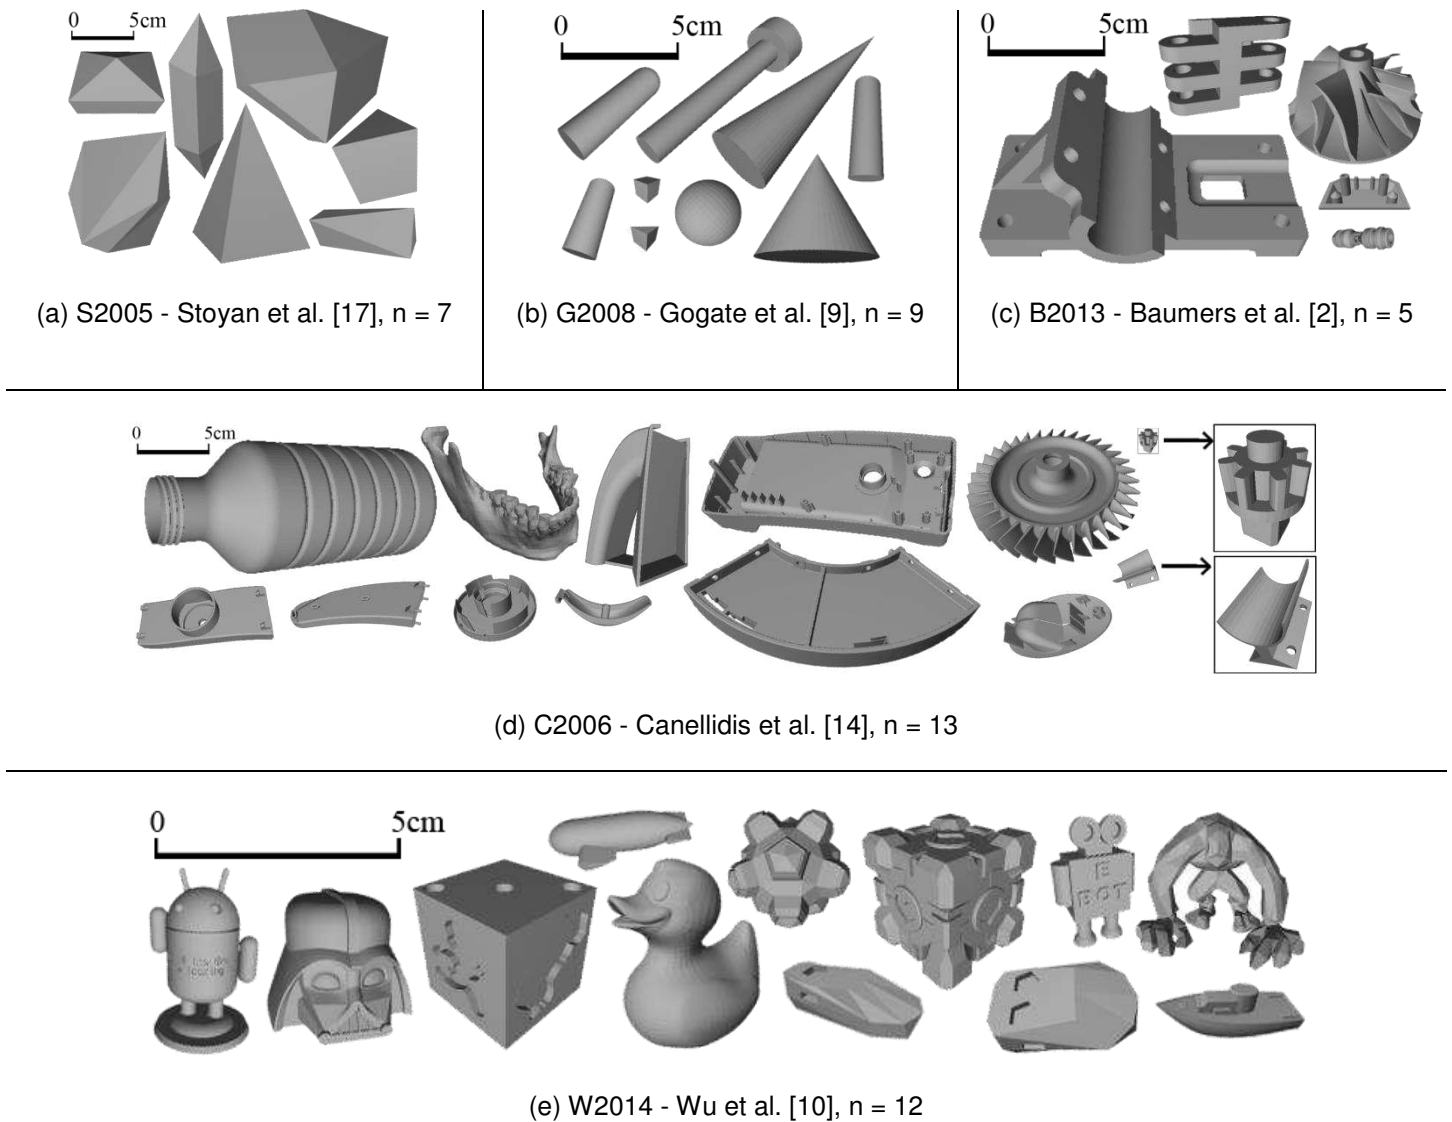 0 5cm
(a) S2005 - Stoyan et al. [17], n = 7
0 5cm
(b) G2008 - Gogate et al. [9], n = 9
0 5cm
(c) B2013 - Baumers et al. [2], n = 5
0 5cm
(d) C2006 - Canellidis et al. [14], n = 13
0 5cm
E
BOT
(e) W2014 - Wu et al. [10], n = 12